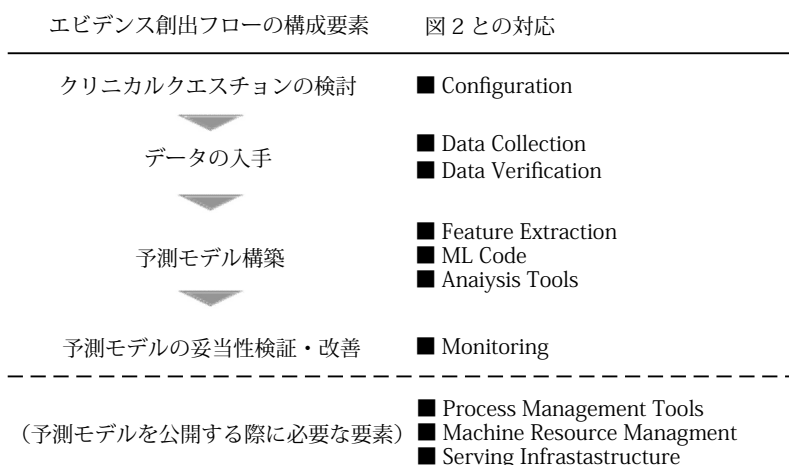 エビデンス創出フローの構成要素 図2との対応
クリニカルクエスチョンの検討 ■ Configuration
データの入手
■ Data Collection
■ Data Verification
予測モデル構築
■ Feature Extraction
■ ML Code
■ Anaiysis Tools
予測モデルの妥当性検証・改善 ■ Monitoring
（予測モデルを公開する際に必要な要素）
■ Process Management Tools
■ Machine Resource Managment
■ Serving Infrastastructure